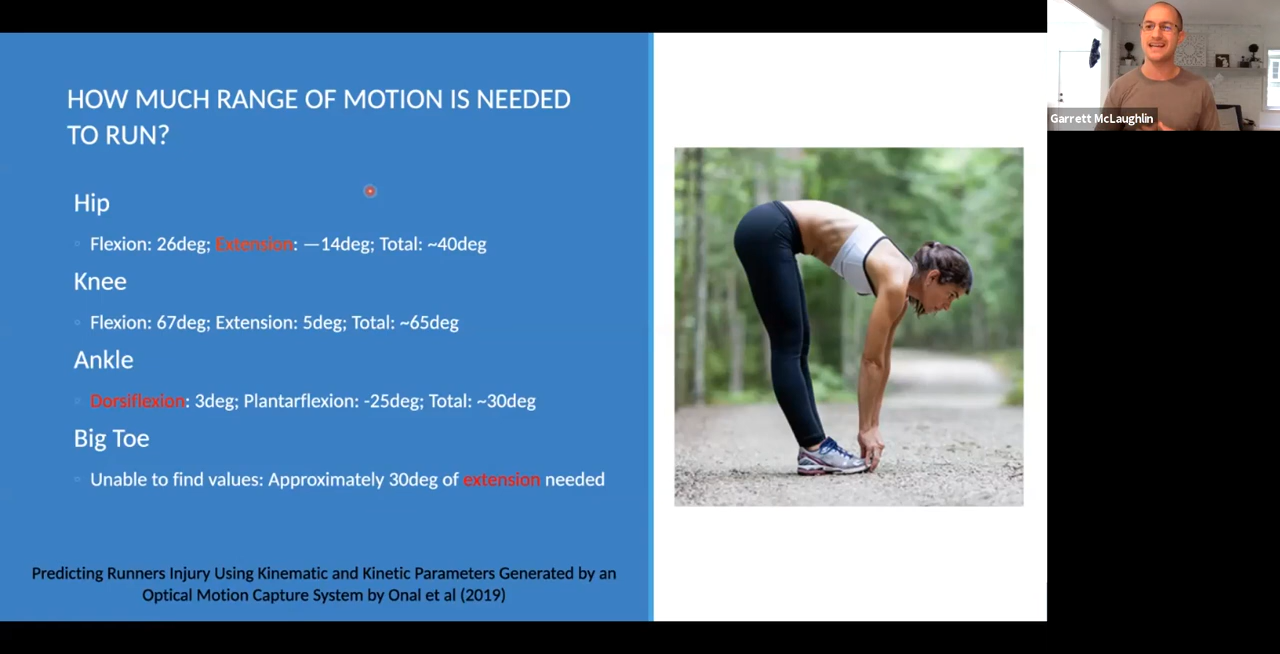 HOW MUCH RANGE OF MOTION IS NEEDED
TO RUN?
Hip
Flexion: 26deg; Extension: —14deg; Total: ~40deg
Knee
Flexion: 67deg; Extension: 5deg; Total: ~65deg
Ankle
Dorsiflexion: 3deg; Plantarflexion: -25deg; Total: ~30deg
Big Toe
Unable to find values: Approximately 30deg of extension needed
Predicting Runners Injury Using Kinematic and Kinetic Parameters Generated by an
Optical Motion Capture System by Onal et al (2019)
Garrett McLaughlin